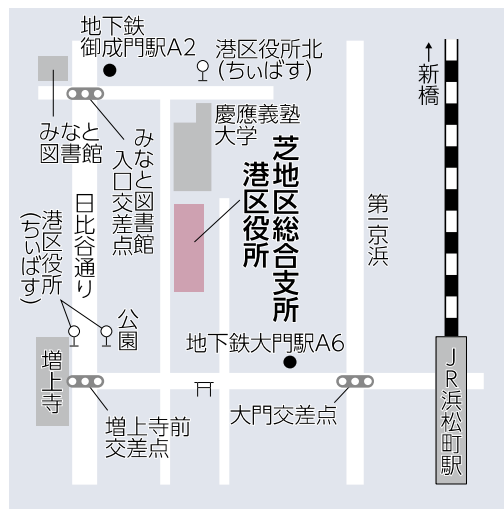 地下鉄
御成門駅A2
港区役所北
(ちぃばす)
↑新橋
みなと
図書館
みなと図書館
入口交差点
慶應義塾
大学
芝地区総合支所
港区役所
第一京浜
日比谷通り
港区役所
(ちぃばす)
公園
地下鉄大門駅A6
増上寺
増上寺前
交差点
大門交差点
JR浜松町駅